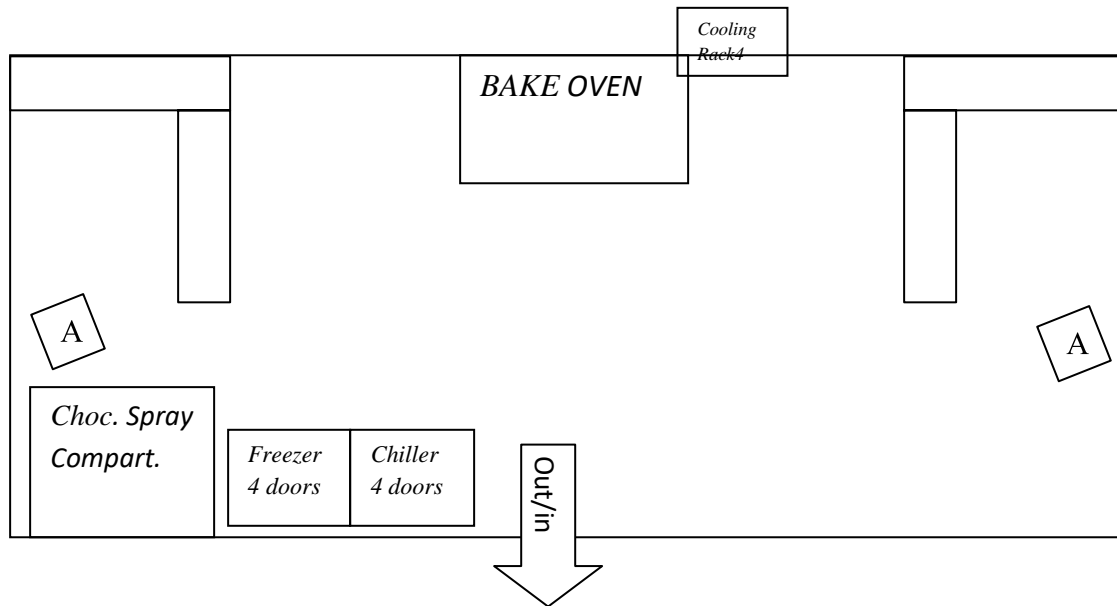 Cooling
Rack4
BAKE OVEN
A
A
Choc. Spray
Compart.
Freezer
4 doors
Chiller
4 doors
Out/in